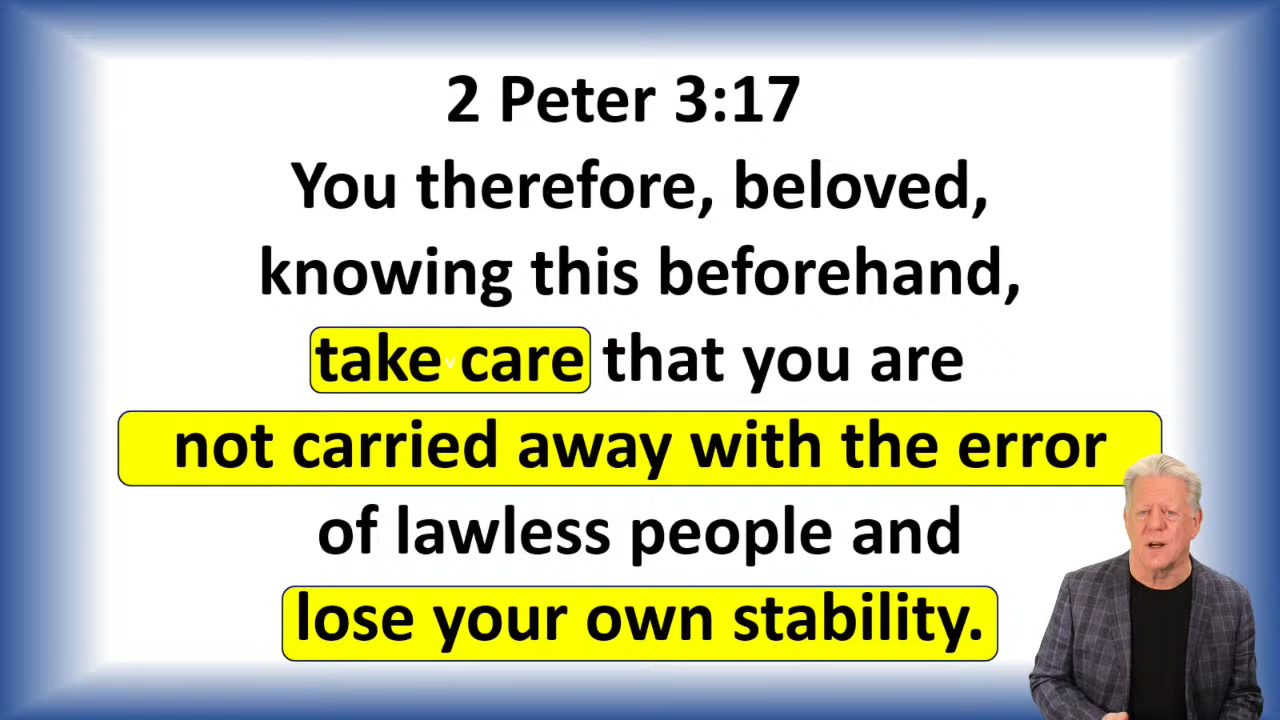 2 Peter 3:17
You therefore, beloved,
knowing this beforehand,
take care that you are
not carried away with the error
of lawless people and
lose your own stability.